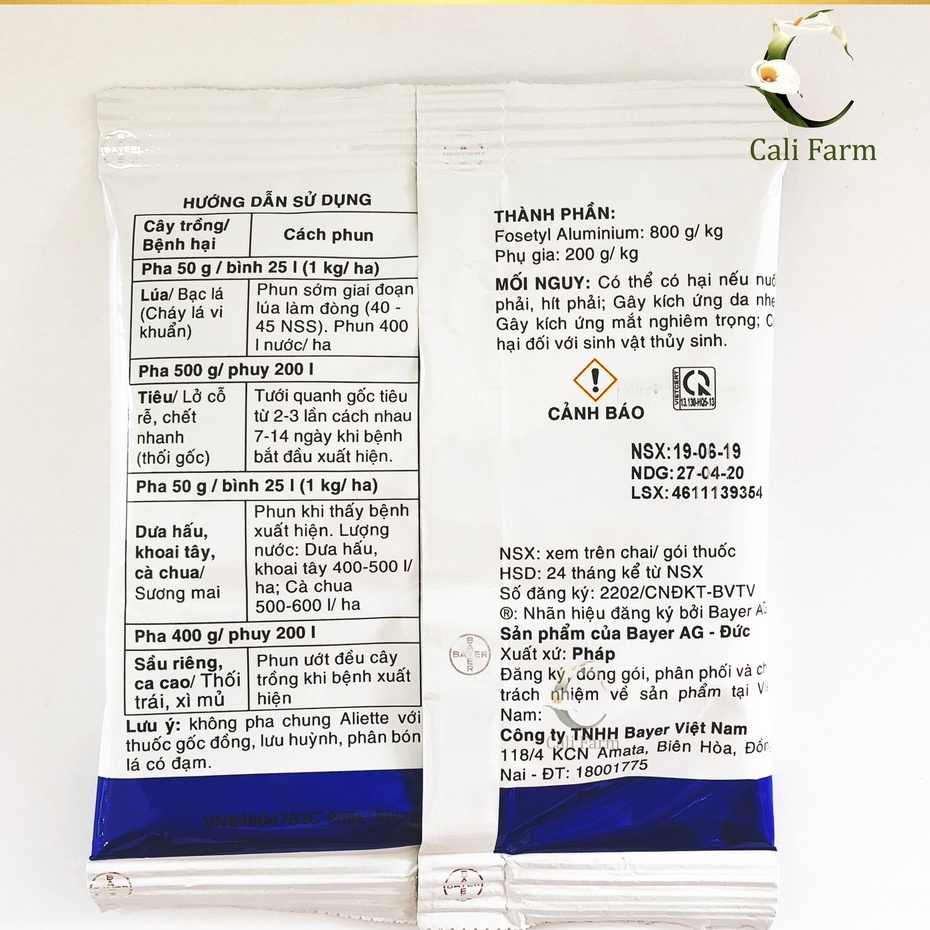 Cali Farm
BAYER
BAYER
HƯỚNG DẪN SỬ DỤNG
Cây trồng/ Bệnh hại
Cách phun
Pha 50 g / bình 25 l (1 kg/ ha)
Lúa/ Bạc lá
(Cháy lá vi
khuẩn)
Phun sớm giai đoạn
lúa làm đòng (40 -
45 NSS). Phun 400
l nước/ ha
Pha 500 g/ phuy 200 l
Tiêu/ Lở cổ
rễ, chết
nhanh
(thối gốc)
Tưới quanh gốc tiêu
từ 2-3 lần cách nhau
7-14 ngày khi bệnh
bắt đầu xuất hiện.
Pha 50 g / bình 25 l (1 kg/ ha)
Dưa hấu,
khoai tây,
cà chua/
Sương mai
Phun khi thấy bệnh
xuất hiện. Lượng
nước: Dưa hấu,
khoai tây 400-500 l/
ha; Cà chua
500-600 l/ ha
Pha 400 g/ phuy 200 l
Sầu riêng,
ca cao/ Thối
trái, xì mủ
Phun ướt đều cây
trồng khi bệnh xuất
hiện
Lưu ý: không pha chung Aliette với
thuốc gốc đồng, lưu huỳnh, phân bón
lá có đạm.
THÀNH PHẦN:
Fosetyl Aluminium: 800 g/ kg
Phụ gia: 200 g/ kg
MỐI NGUY: Có thể có hại nếu
phải, hít phải; Gây kích ứng da
Gây kích ứng mắt nghiêm trọng;
hại đối với sinh vật thủy sinh.
CẢNH BÁO
VIETCERT
13.130-HQS-13
NSX: 19-06-19
NDG: 27-04-20
LSX: 4611139354
NSX: xem trên chai/ gói thuốc
HSD: 24 tháng kể từ NSX
Số đăng ký: 2202/CNĐKT-BVTV
®: Nhãn hiệu đăng ký bởi Bayer AG
Sản phẩm của Bayer AG - Đức
Xuất xứ: Pháp
Đăng ký, đóng gói, phân phối và
trách nhiệm về sản phẩm tại
Nam:
Công ty TNHH Bayer Việt Nam
118/4 KCN Amata, Biên Hòa, Đồng
Nai - ĐT: 18001775
BAYER
Cali Farm
BAYER
BAYER